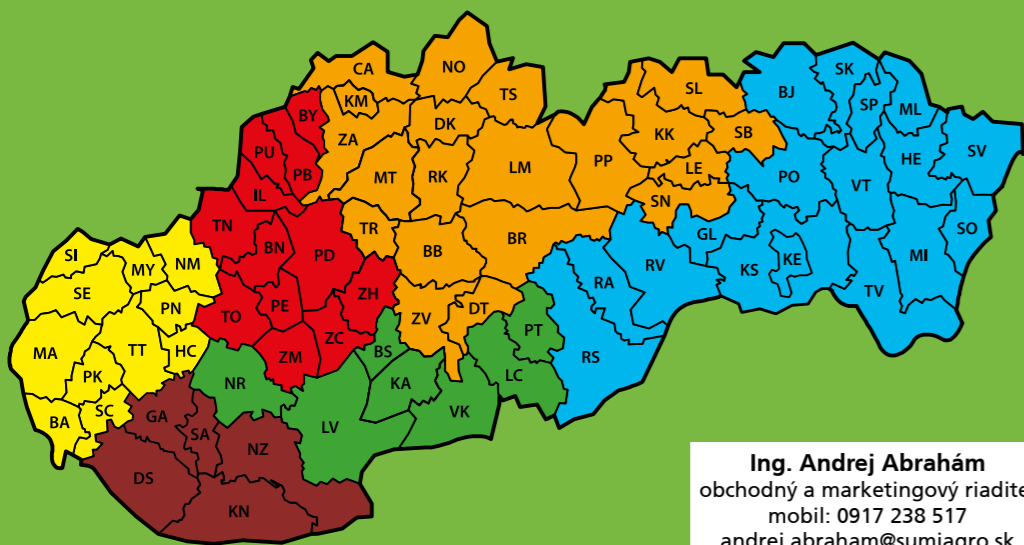 CA
NO
TS
KM
BY
ZA
DK
PU
PB
IL
MT
RK
LM
PP
KK
SL
SB
LE
SN
BJ
SK
SP
ML
HE
SV
PO
VT
SO
MI
TV
KE
KS
GL
RV
RA
RS
TN
BN
PD
TR
BB
BR
ZH
PE
TO
ZC
ZM
ZV
DT
PT
LC
BS
KA
VK
LV
NR
SI
MY
NM
SE
PN
MA
TT
HC
PK
SC
BA
GA
SA
NZ
DS
KN
Ing. Andrej Abrahám
obchodný a marketingový riadite
mobil: 0917 238 517
andrej.abraham@sumiagro.sk